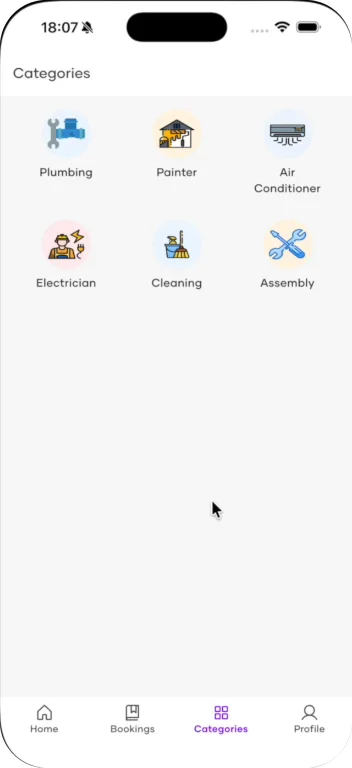 18:07
Categories
Plumbing
Painter
Air
Conditioner
Electrician
Cleaning
Assembly
Home
Bookings
Categories
Profile